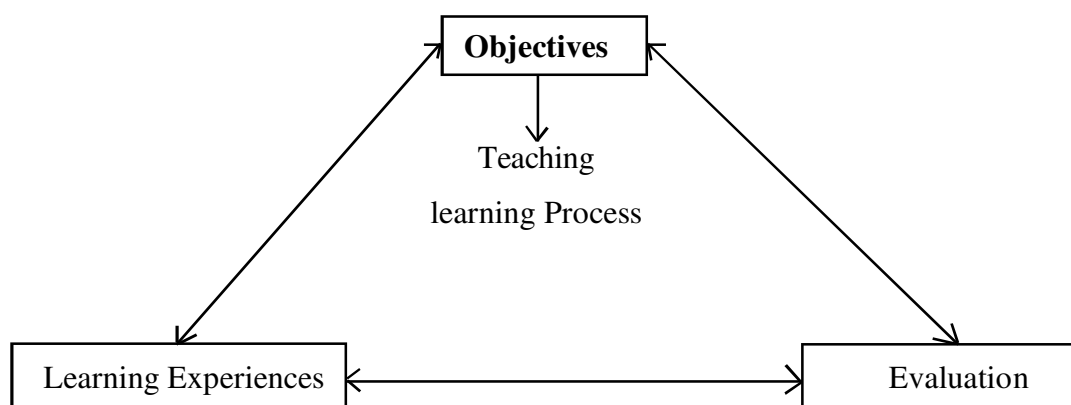 Objectives
Teaching
learning Process
Learning Experiences
Evaluation